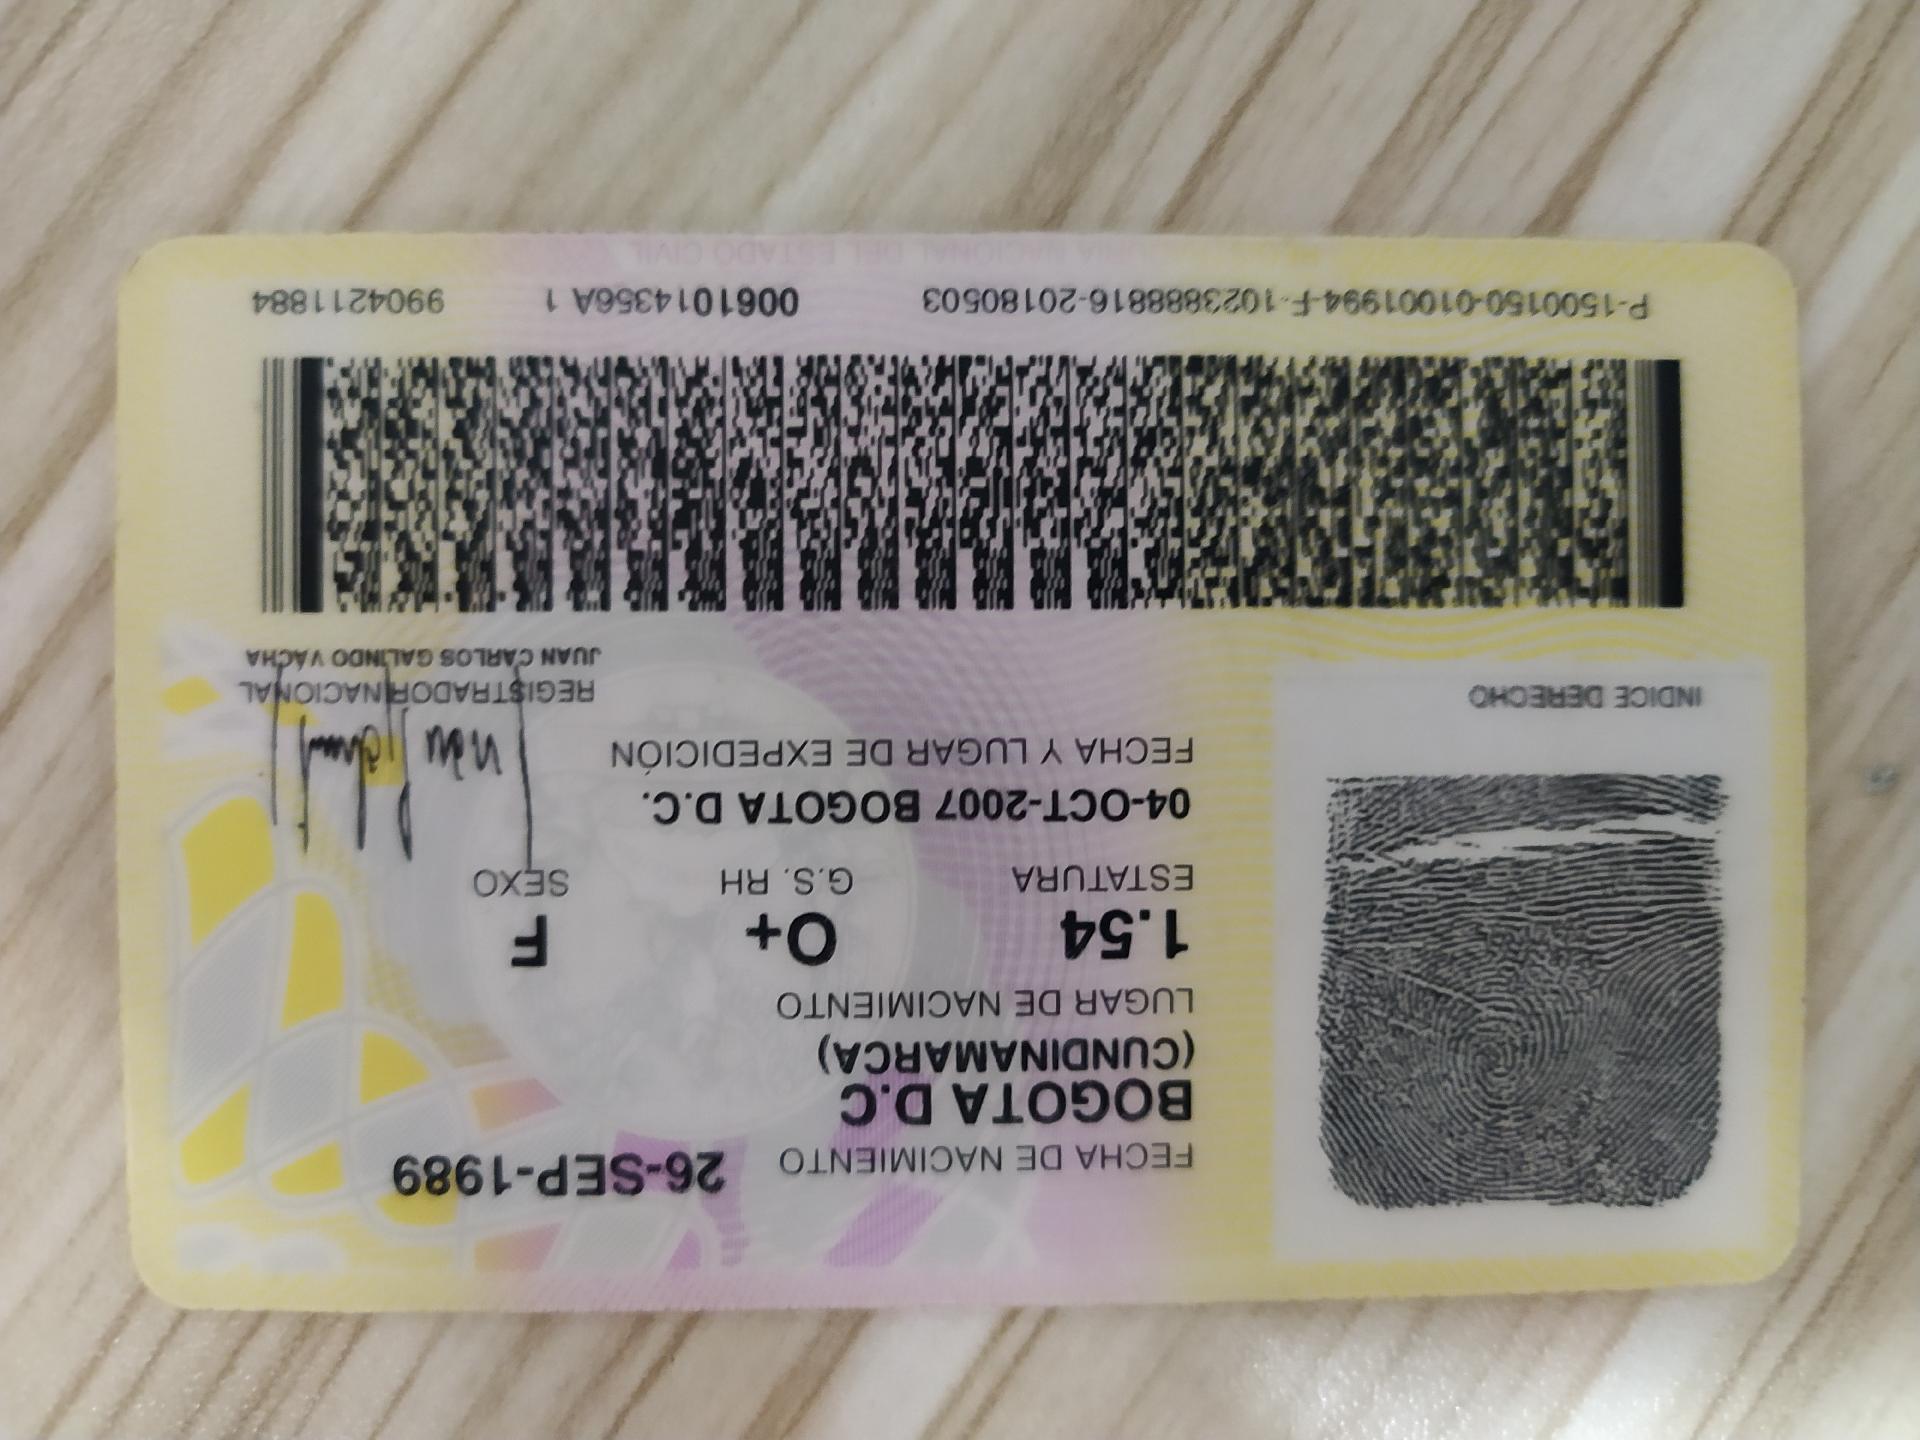 FECHA DE NACIMIENTO 26-SEP-1989
BOGOTA D.C
(CUNDINAMARCA)
LUGAR DE NACIMIENTO
1.54 O+ F
ESTATURA G.S. RH SEXO
04-OCT-2007 BOGOTA D.C.
FECHA Y LUGAR DE EXPEDICIÓN
INDICE DERECHO
REGISTRADOR NACIONAL
JUAN CARLOS GALINDO VACHA
P-1500150-01001994-F-1023888816-20180503 0061014356A 1 9904211884
NACIONAL DEL ESTADO CIVIL